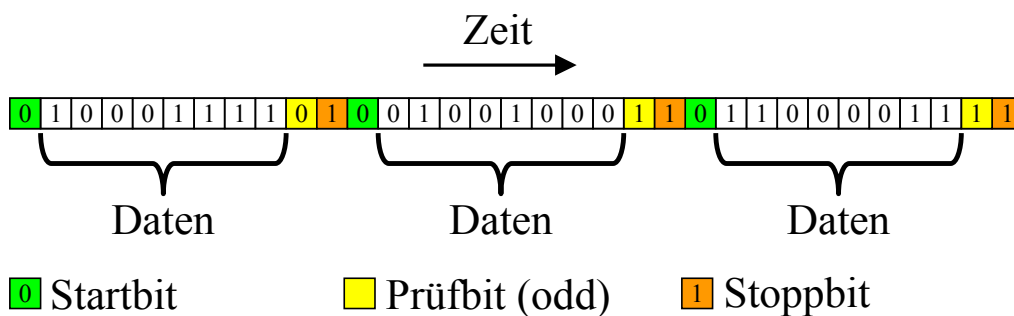 Zeit
0 1 0 0 0 1 1 1 1 0 1 0 0 1 0 0 1 0 0 0 1 1 0 1 1 0 0 0 0 1 1 1 1
Daten Daten Daten
0 Startbit Prüfbit (odd) 1 Stoppbit